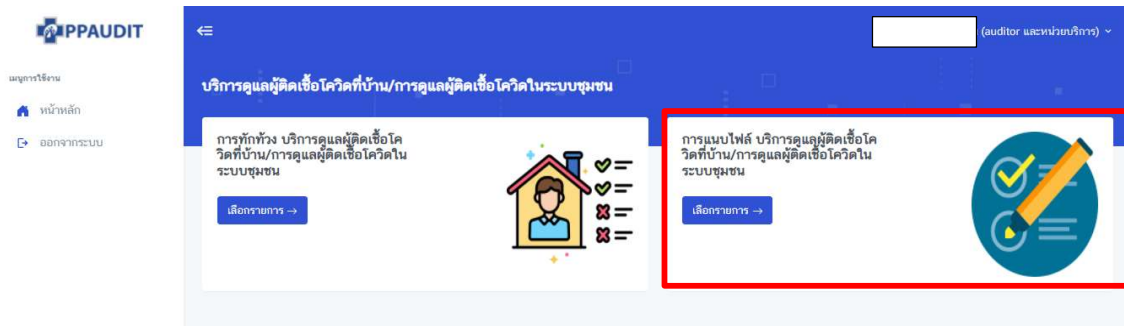 PPAUDIT
(auditor และหน่วยบริการ)
เมนูการใช้งาน
หน้าหลัก
ออกจากระบบ
บริการดูแลผู้ติดเชื้อโควิดที่บ้าน/การดูแลผู้ติดเชื้อโควิดในระบบชุมชน
การทักท้วง บริการดูแลผู้ติดเชื้อโค
วิดที่บ้าน/การดูแลผู้ติดเชื้อโควิดใน
ระบบชุมชน
เลือกรายการ →
การแนบไฟล์ บริการดูแลผู้ติดเชื้อโค
วิดที่บ้าน/การดูแลผู้ติดเชื้อโควิดใน
ระบบชุมชน
เลือกรายการ →